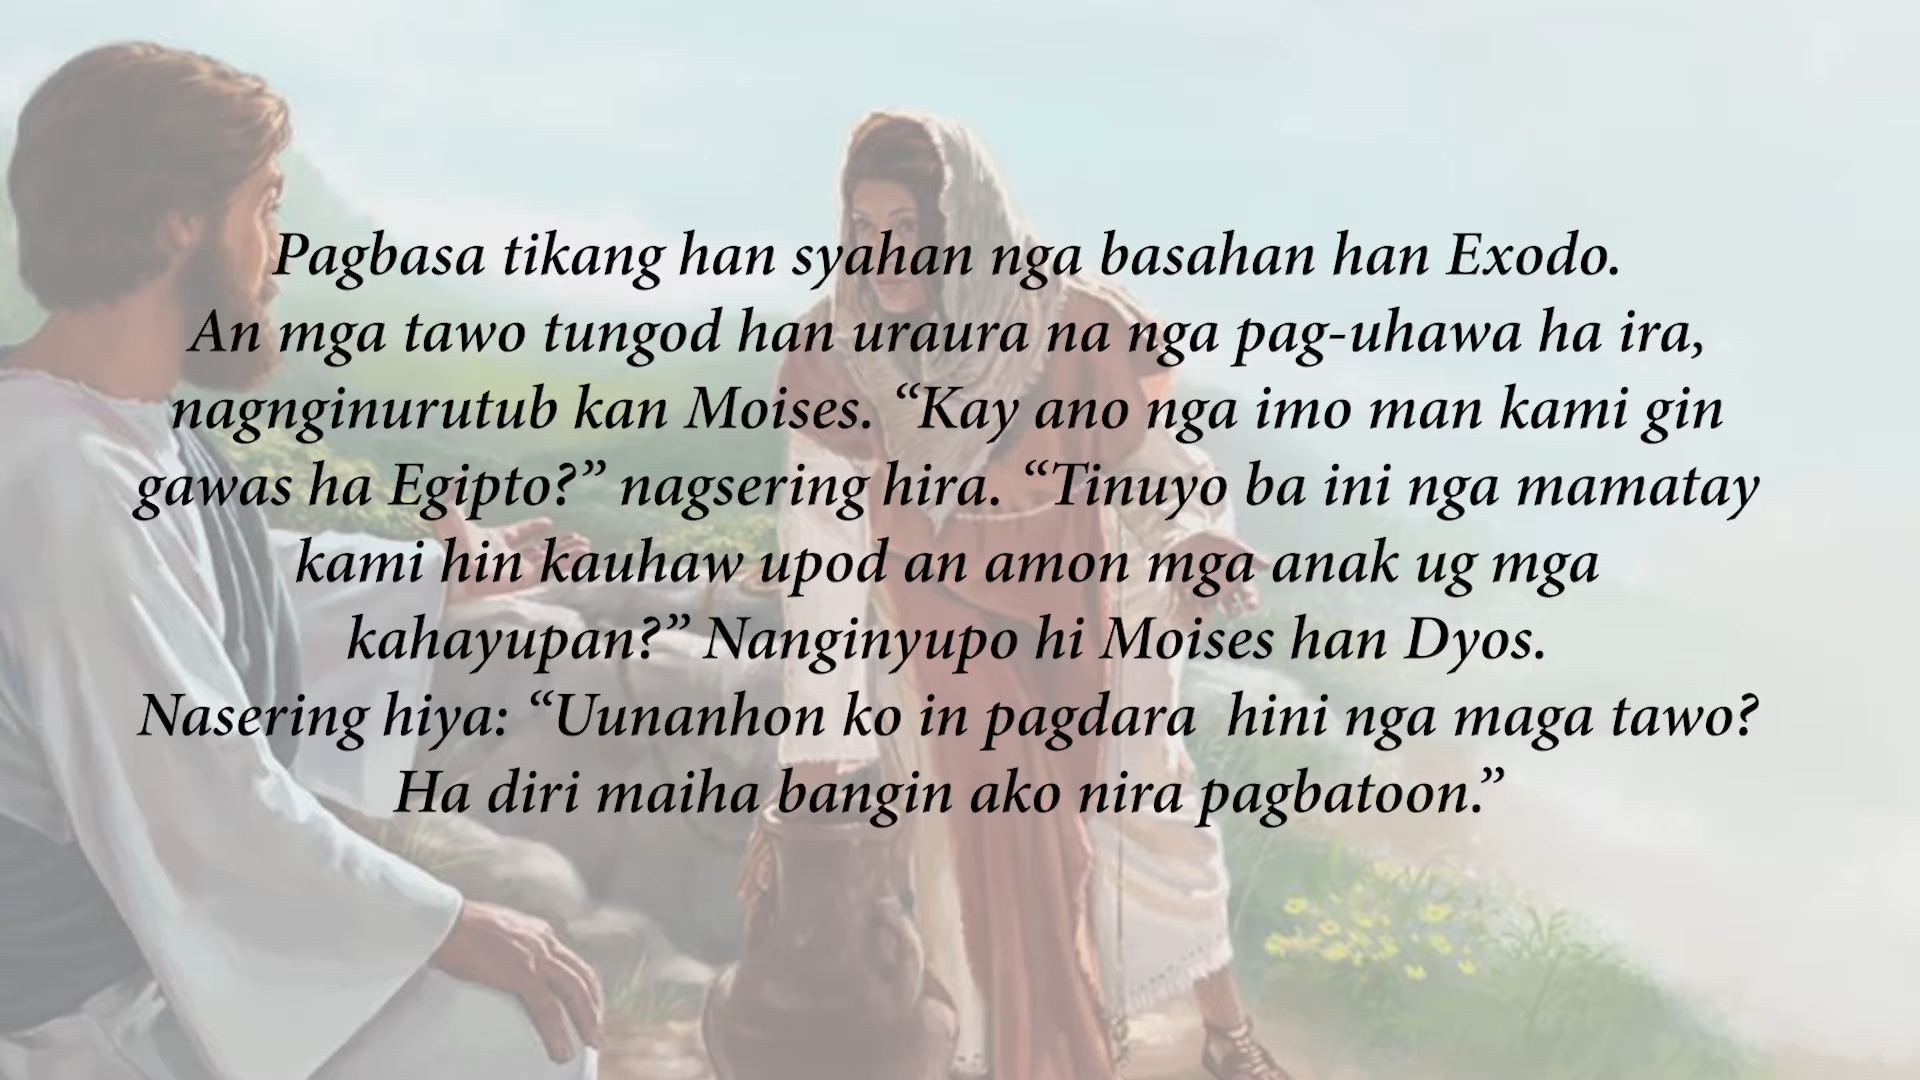 Pagbasa tikang han syahan nga basahan han Exodo.
An mga tawo tungod han uraura na nga pag-uhawa ha ira,
nagnginurutub kan Moises. “Kay ano nga imo man kami gin
gawas ha Egipto?” nagsering hira. “Tinuyo ba ini nga mamatay
kami hin kauhaw upod an amon mga anak ug mga
kahayupan?” Nanginyupo hi Moises han Dyos.
Nasering hiya: “Uunanhon ko in pagdara  hini nga maga tawo?
Ha diri maiha bangin ako nira pagbatoon.”